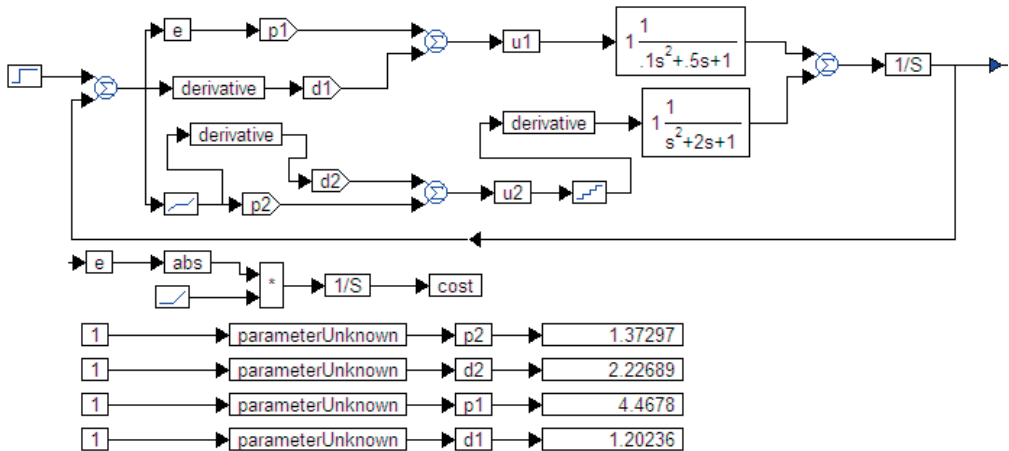 e
p1
u1
1 1
.1s²+.5s+1
Σ
Σ
Σ
1/S
derivative
d1
derivative
d2
p2
Σ
u2
derivative
1 1
s²+2s+1
e
abs
*
1/S
cost
1 parameterUnknown p2 1.37297
1 parameterUnknown d2 2.22689
1 parameterUnknown p1 4.4678
1 parameterUnknown d1 1.20236